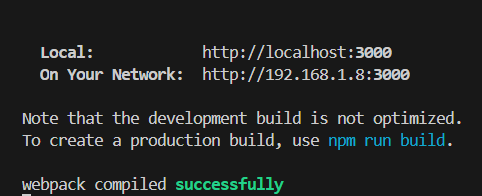 Local: http://localhost:3000
On Your Network: http://192.168.1.8:3000
Note that the development build is not optimized.
To create a production build, use npm run build.
webpack compiled successfully